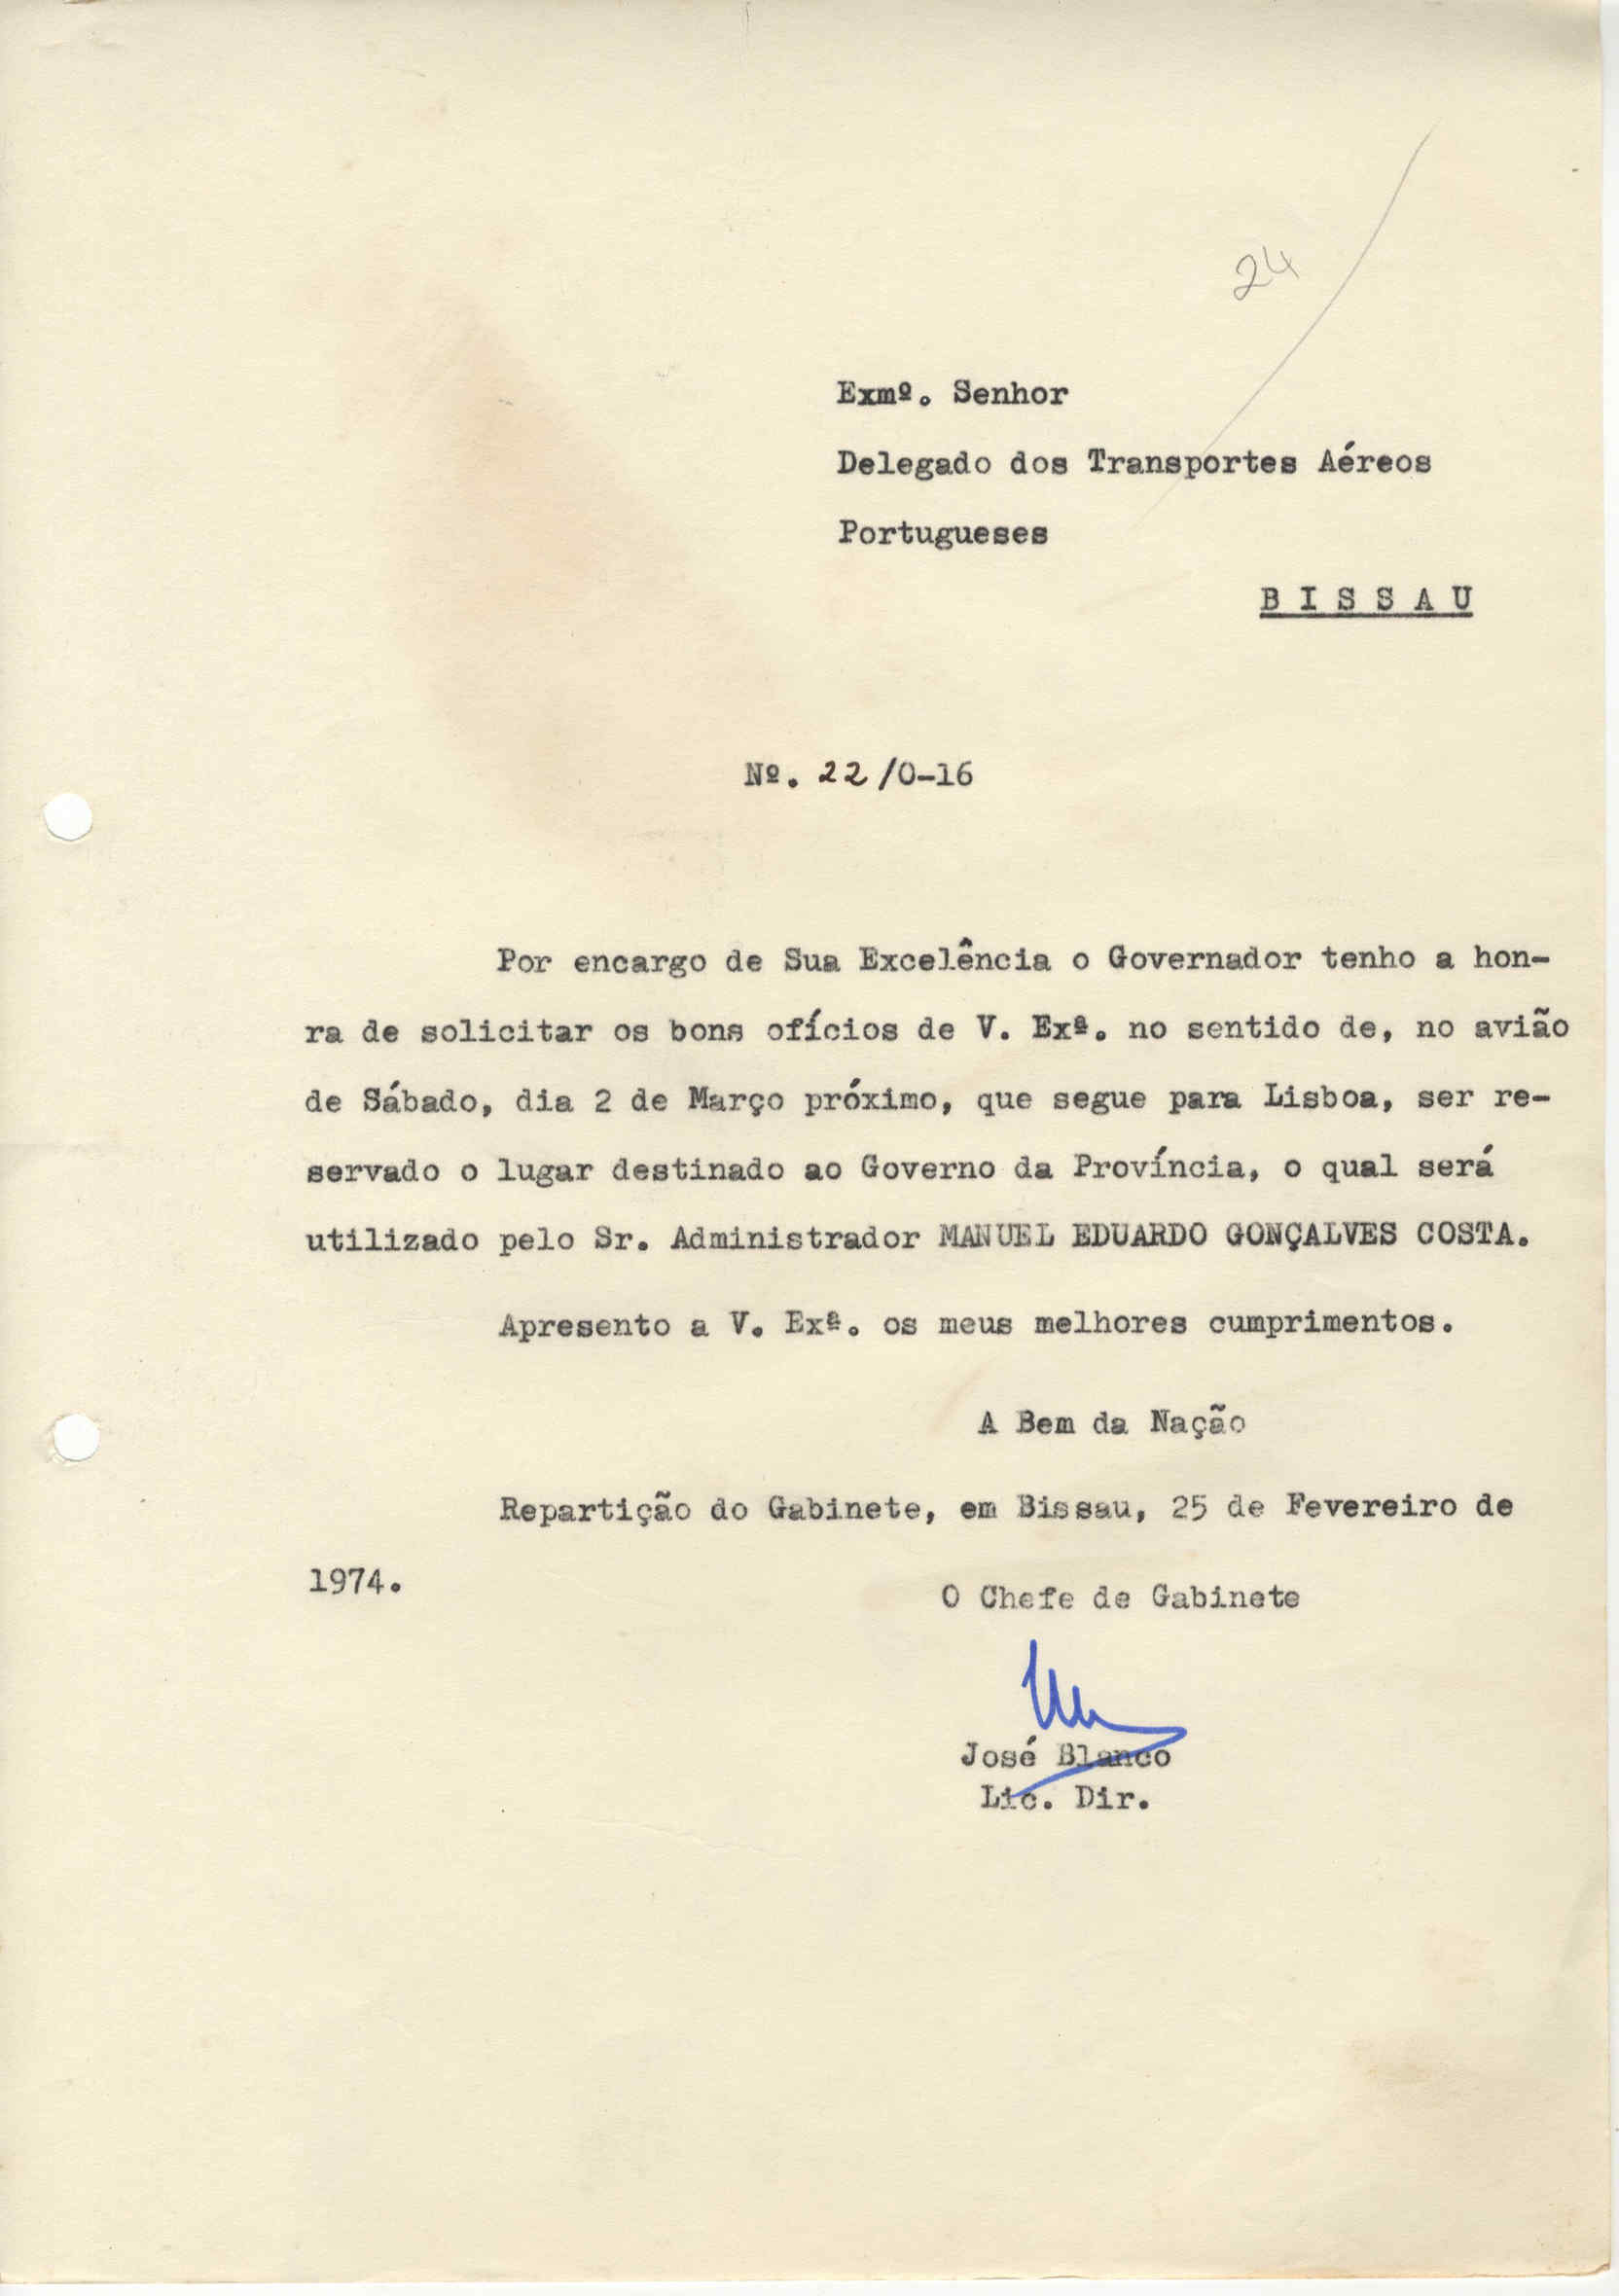 24
Exmº. Senhor
Delegado dos Transportes Aéreos
Portugueses
B I S S A U
Nº. 22/0-16
Por encargo de Sua Excelência o Governador tenho a hon-
ra de solicitar os bons ofícios de V. Exª. no sentido de, no avião
de Sábado, dia 2 de Março próximo, que segue para Lisboa, ser re-
servado o lugar destinado ao Governo da Província, o qual será
utilizado pelo Sr. Administrador MANUEL EDUARDO GONÇALVES COSTA.
Apresento a V. Exª. os meus melhores cumprimentos.
A Bem da Nação
Repartição do Gabinete, em Bissau, 25 de Fevereiro de
1974.
O Chefe de Gabinete
José Blanco
Lic. Dir.